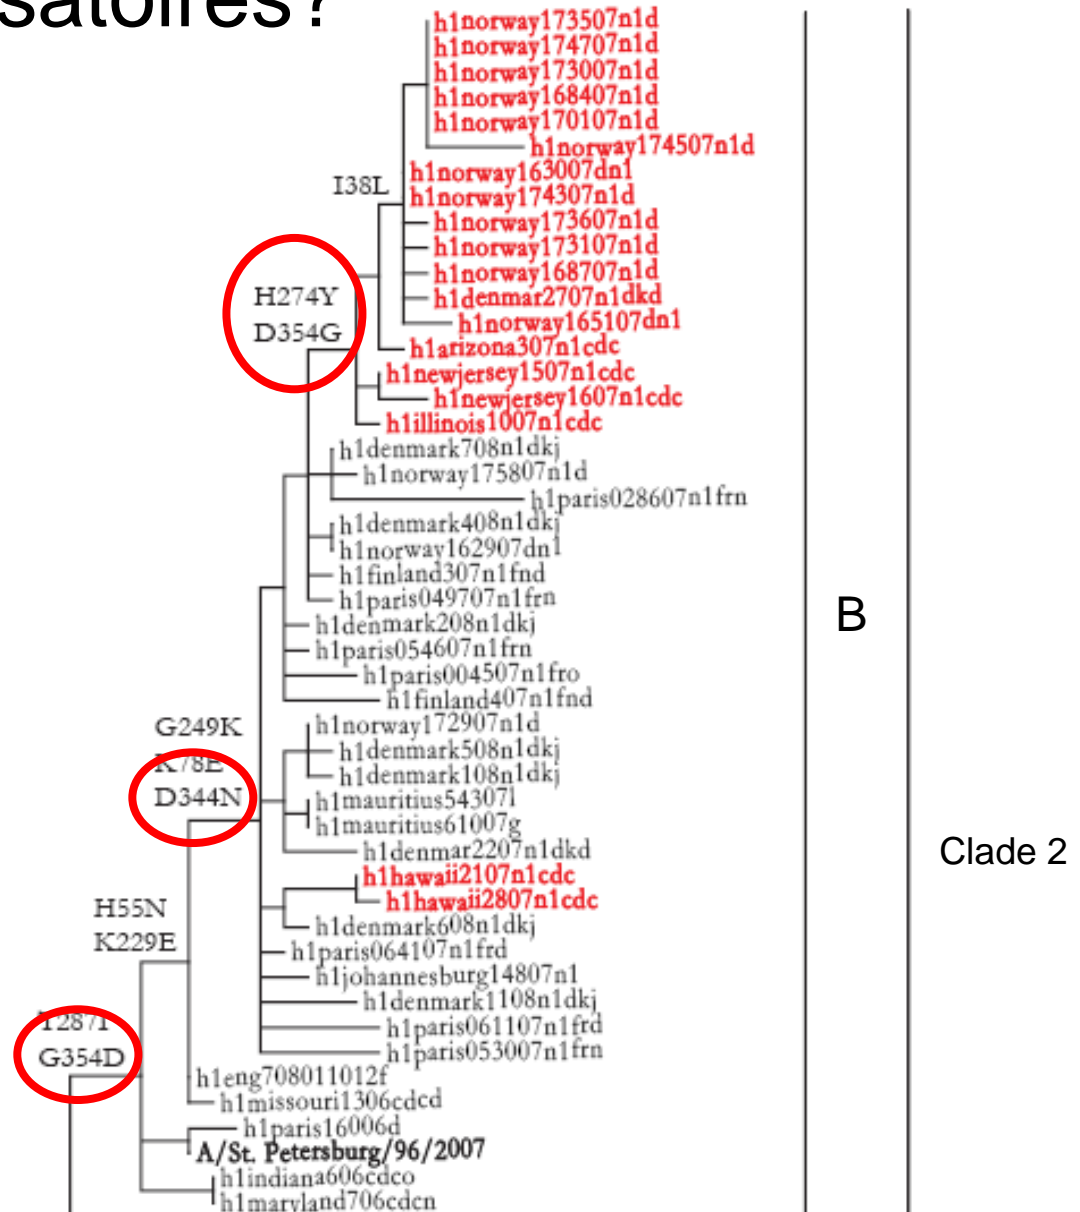 satoires?
h1norway173507n1d
h1norway174707n1d
h1norway173007n1d
h1norway168407n1d
h1norway170107n1d
h1norway174507n1d
h1norway163007dn1
I38L
h1norway174307n1d
h1norway173607n1d
h1norway173107n1d
h1norway168707n1d
H274Y
h1denmar2707n1dkd
h1norway165107dn1
D354G
h1arizona307n1cdc
h1newjersey1507n1cdc
h1newjersey1607n1cdc
h1illinois1007n1cdc
h1denmark708n1dkj
h1norway175807n1d
h1paris028607n1frn
h1denmark408n1dkj
h1norway162907dn1
h1finland307n1fnd
h1paris049707n1frn
B
h1denmark208n1dkj
h1paris054607n1frn
h1paris004507n1fro
h1finland407n1fnd
G249K
h1norway172907n1d
h1denmark508n1dkj
K78E
h1denmark108n1dkj
D344N
h1mauritius54307l
h1mauritius61007g
h1denmar2207n1dkd
Clade 2
h1hawaii2107n1cdc
h1hawaii2807n1cdc
H55N
h1denmark608n1dkj
K229E
h1paris064107n1frd
h1johannesburg14807n1
h1denmark1108n1dkj
T287I
h1paris061107n1frd
h1paris053007n1frn
G354D
h1eng708011012f
h1missouri1306cdcd
h1paris16006d
A/St. Petersburg/96/2007
h1indiana606cdco
h1maryland706cdcn